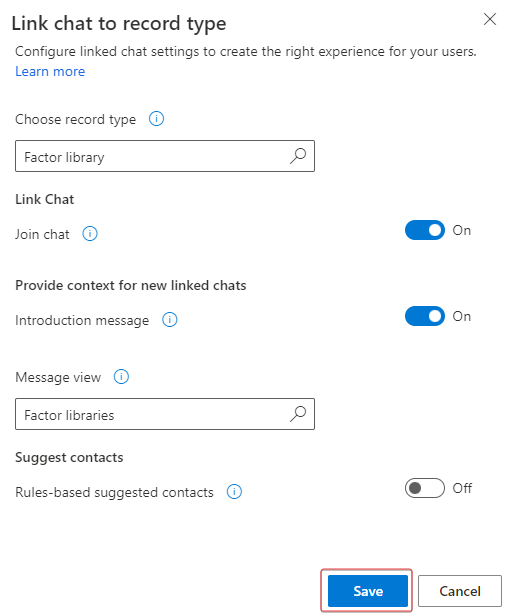 Link chat to record type
Configure linked chat settings to create the right experience for your users.
Learn more
Choose record type
Factor library
Link Chat
Join chat
On
Provide context for new linked chats
Introduction message
On
Message view
Factor libraries
Suggest contacts
Rules-based suggested contacts
Off
Save
Cancel